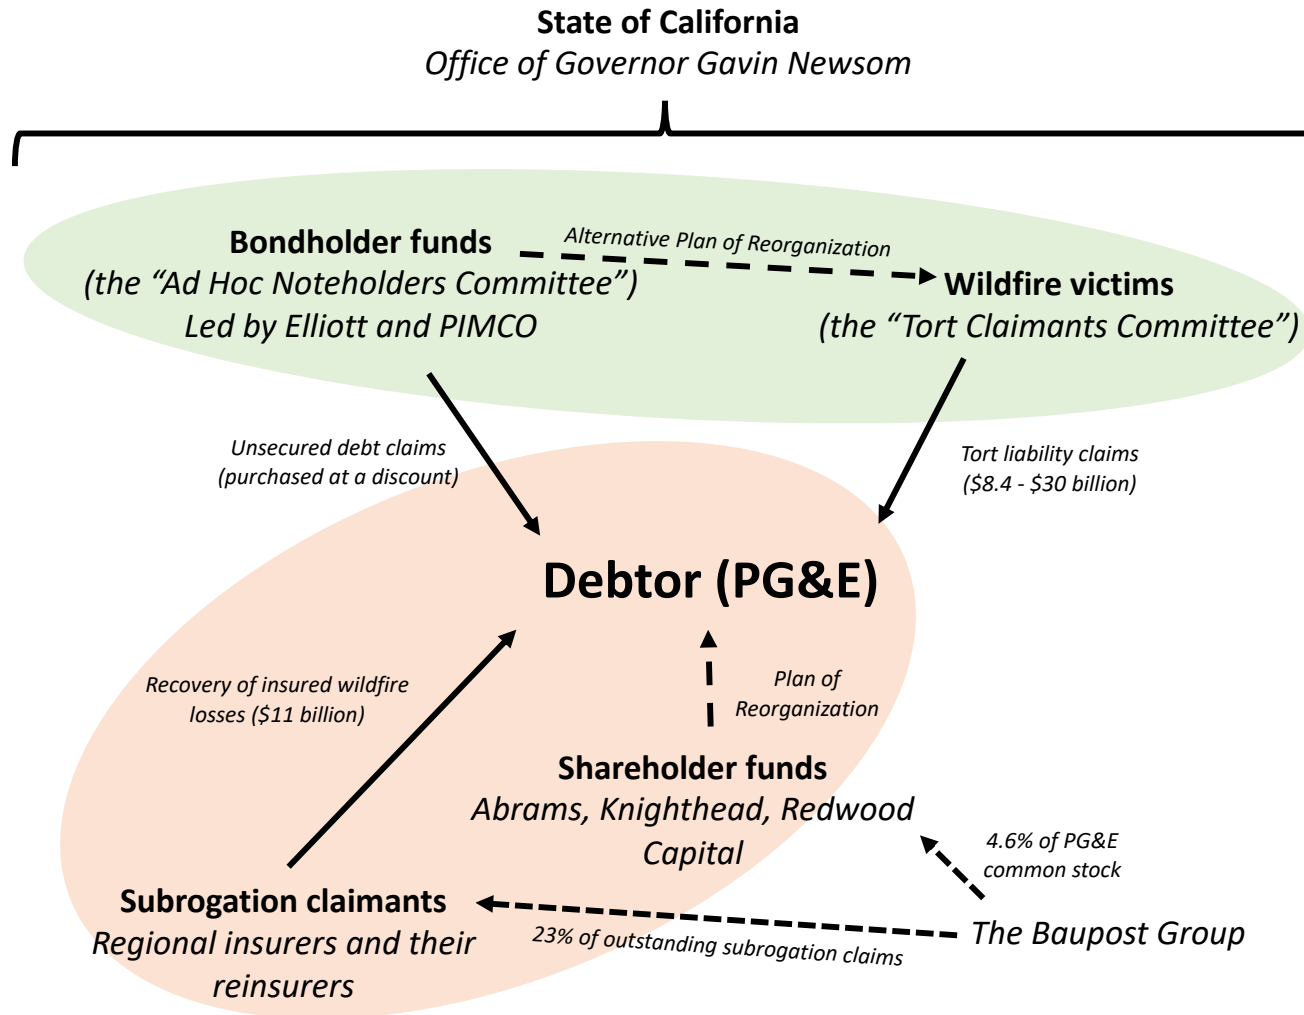 State of California
Office of Governor Gavin Newsom
Bondholder funds
(the “Ad Hoc Noteholders Committee”)
Led by Elliott and PIMCO
Alternative Plan of Reorganization
Wildfire victims
(the “Tort Claimants Committee”)
Unsecured debt claims
(purchased at a discount)
Tort liability claims
($8.4 - $30 billion)
Debtor (PG&E)
Recovery of insured wildfire
losses ($11 billion)
Plan of
Reorganization
Shareholder funds
Abrams, Knighthead, Redwood
Capital
4.6% of PG&E
common stock
Subrogation claimants
Regional insurers and their
reinsurers
23% of outstanding subrogation claims
The Baupost Group